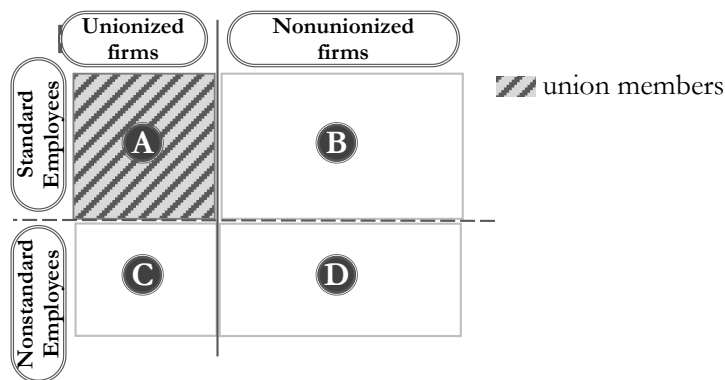 Unionized
firms
Nonunionized
firms
union members
Standard
Employees
A
B
Nonstandard
Employees
C
D